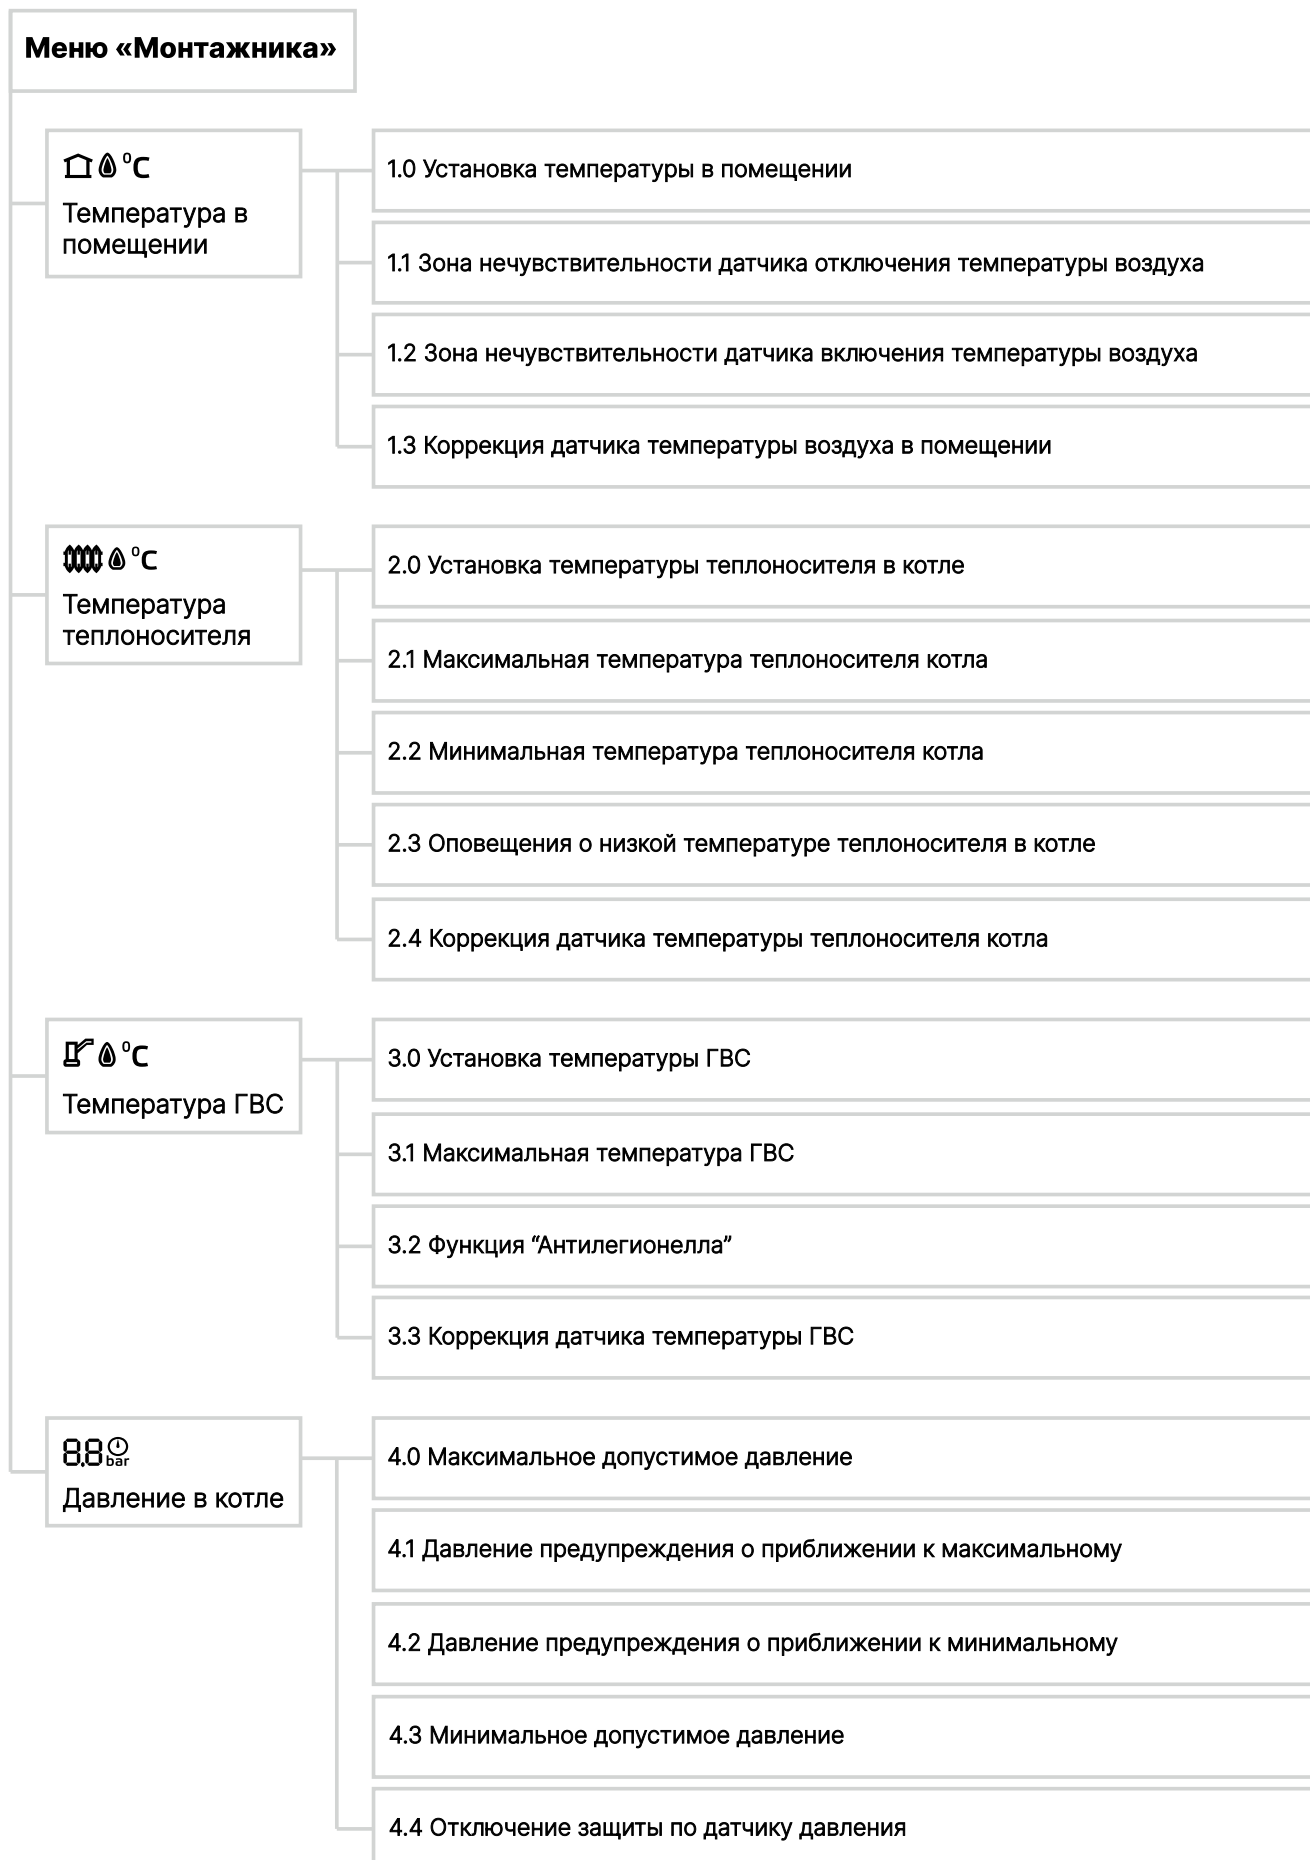 Меню «Монтажника»
°C
Температура в
помещении
1.0 Установка температуры в помещении
1.1 Зона нечувствительности датчика отключения температуры воздуха
1.2 Зона нечувствительности датчика включения температуры воздуха
1.3 Коррекция датчика температуры воздуха в помещении
°C
Температура
теплоносителя
2.0 Установка температуры теплоносителя в котле
2.1 Максимальная температура теплоносителя котла
2.2 Минимальная температура теплоносителя котла
2.3 Оповещения о низкой температуре теплоносителя в котле
2.4 Коррекция датчика температуры теплоносителя котла
°C
Температура ГВС
3.0 Установка температуры ГВС
3.1 Максимальная температура ГВС
3.2 Функция “Антилегионелла”
3.3 Коррекция датчика температуры ГВС
8.8 bar
Давление в котле
4.0 Максимальное допустимое давление
4.1 Давление предупреждения о приближении к максимальному
4.2 Давление предупреждения о приближении к минимальному
4.3 Минимальное допустимое давление
4.4 Отключение защиты по датчику давления